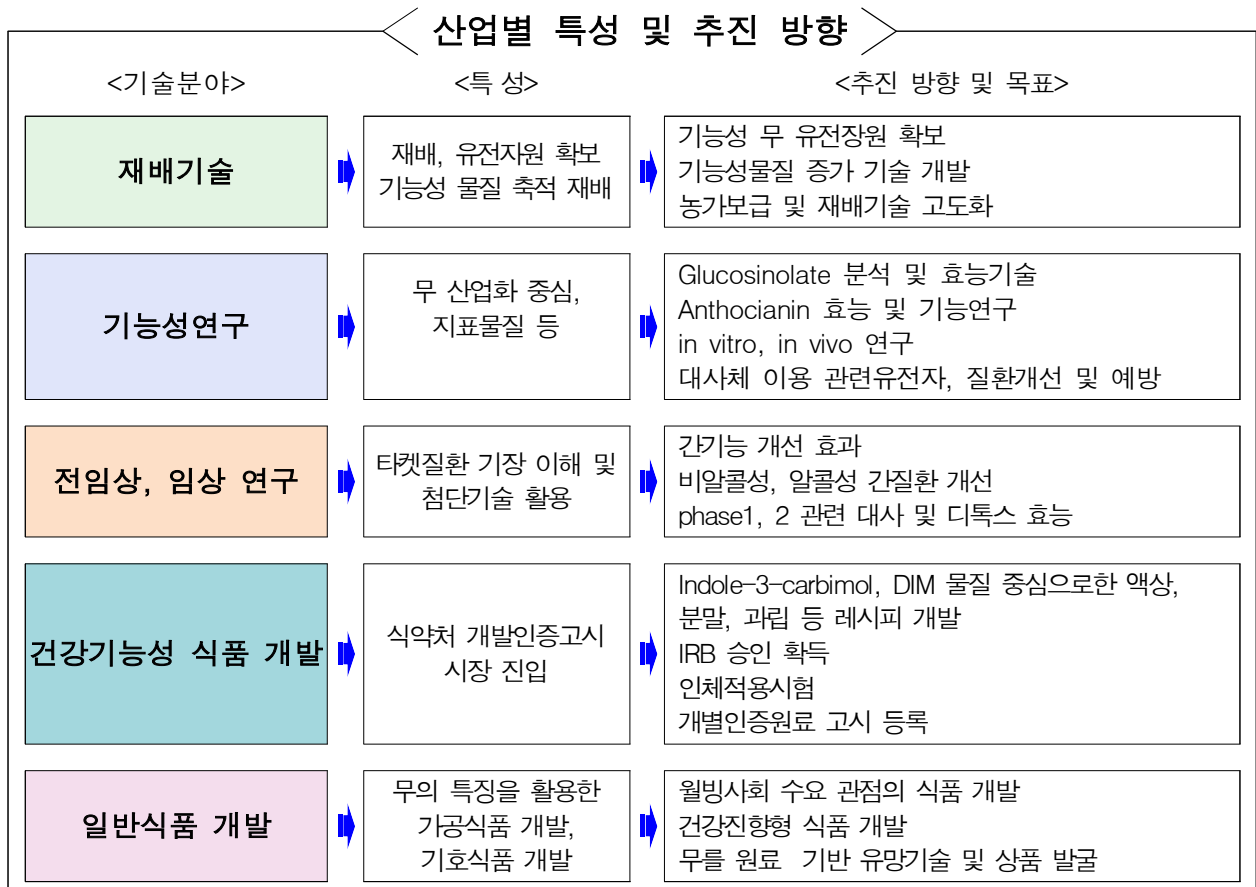 산업별 특성 및 추진 방향
<기술분야>
<특 성>
<추진 방향 및 목표>
재배기술
재배, 유전자원 확보
기능성 물질 축적 재배
기능성 무 유전장원 확보
기능성물질 증가 기술 개발
농가보급 및 재배기술 고도화
기능성연구
무 산업화 중심,
지표물질 등
Glucosinolate 분석 및 효능기술
Anthocianin 효능 및 기능연구
in vitro, in vivo 연구
대사체 이용 관련유전자, 질환개선 및 예방
전임상, 임상 연구
타켓질환 기장 이해 및
첨단기술 활용
간기능 개선 효과
비알콜성, 알콜성 간질환 개선
phase1, 2 관련 대사 및 디톡스 효능
건강기능성 식품 개발
식약처 개발인증고시
시장 진입
Indole-3-carbimol, DIM 물질 중심으로한 액상,
분말, 과립 등 레시피 개발
IRB 승인 확득
인체적용시험
개별인증원료 고시 등록
일반식품 개발
무의 특징을 활용한
가공식품 개발,
기호식품 개발
월빙사회 수요 관점의 식품 개발
건강진향형 식품 개발
무를 원료  기반 유망기술 및 상품 발굴